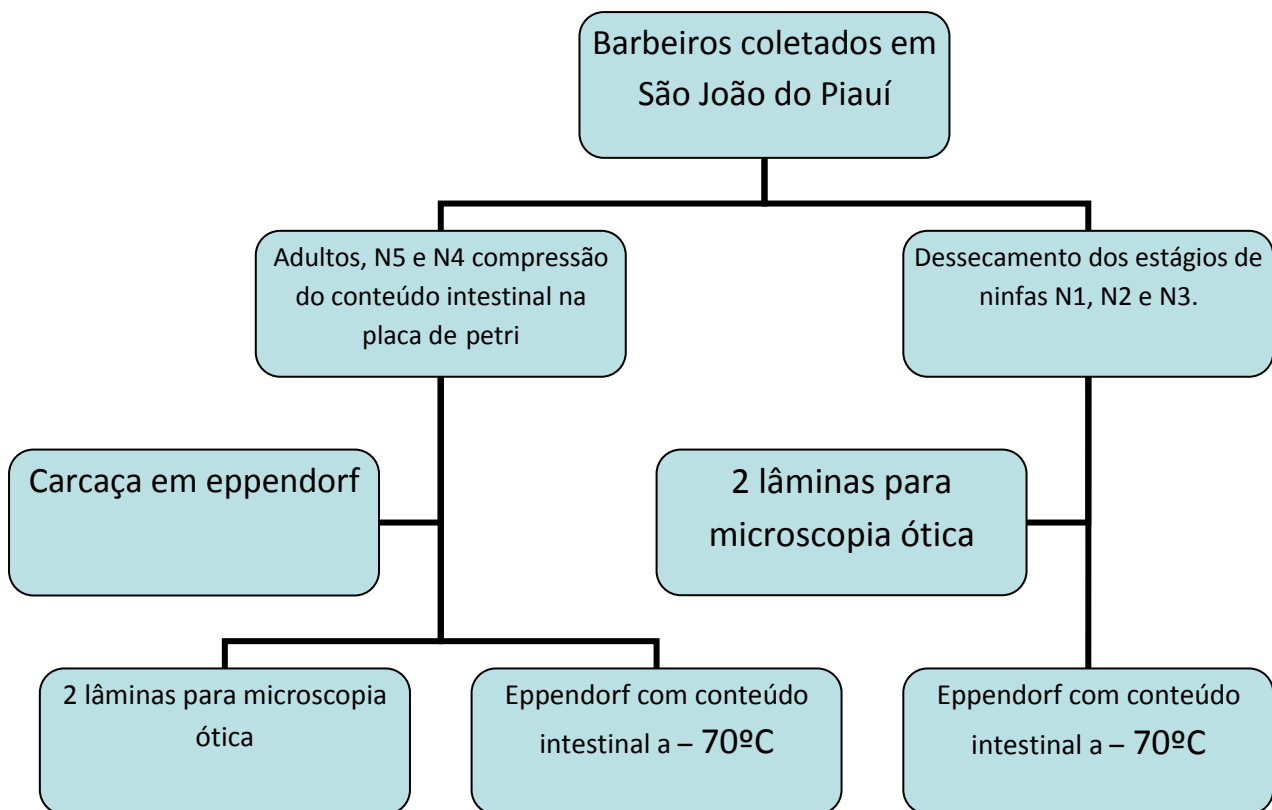 Barbeiros coletados em
São João do Piauí
Adultos, N5 e N4 compressão
do conteúdo intestinal na
placa de petri
Dessecamento dos estágios de
ninfas N1, N2 e N3.
Carcaça em eppendorf
2 lâminas para
microscopia ótica
2 lâminas para microscopia
ótica
Eppendorf com conteúdo
intestinal a – 70ºC
Eppendorf com conteúdo
intestinal a – 70ºC